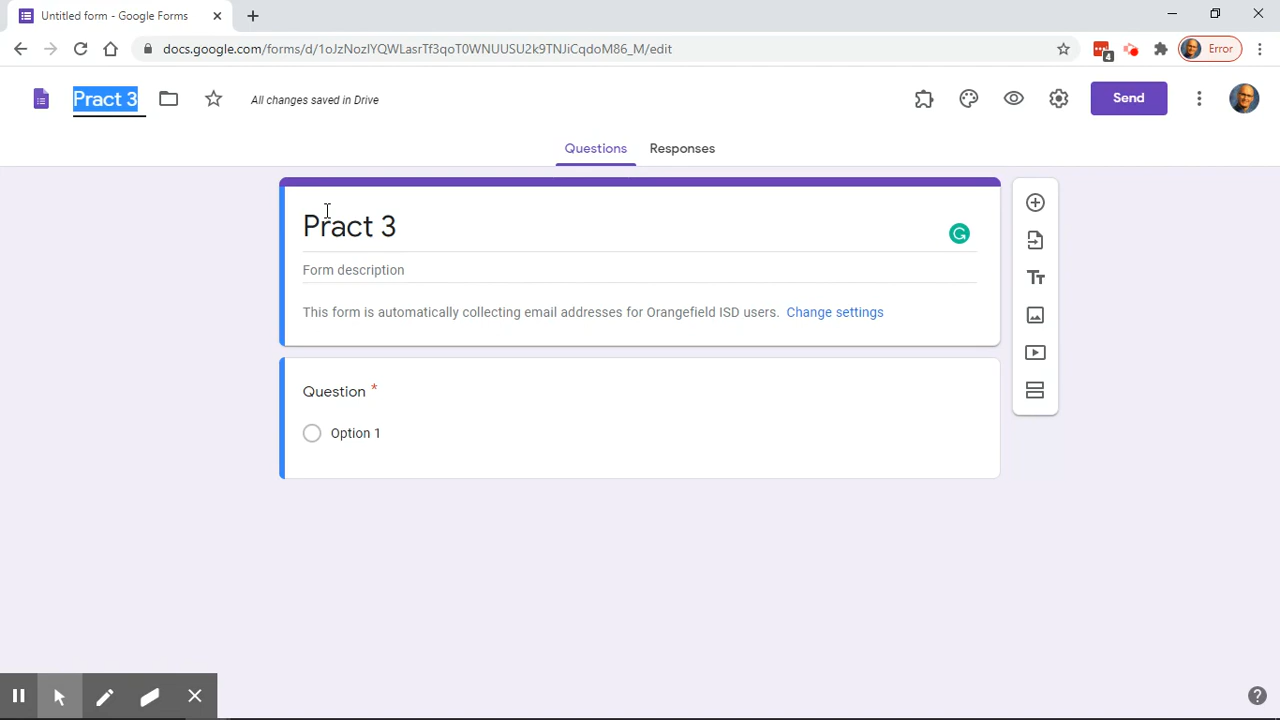 Untitled form - Google Forms
docs.google.com/forms/d/1oJzNozlYQWLasrTf3qoT0WNUUSU2k9TNJiCqdoM86_M/edit
4
Error
Pract 3
All changes saved in Drive
Send
Questions
Responses
Pract 3
Form description
This form is automatically collecting email addresses for Orangefield ISD users. Change settings
Question *
Option 1